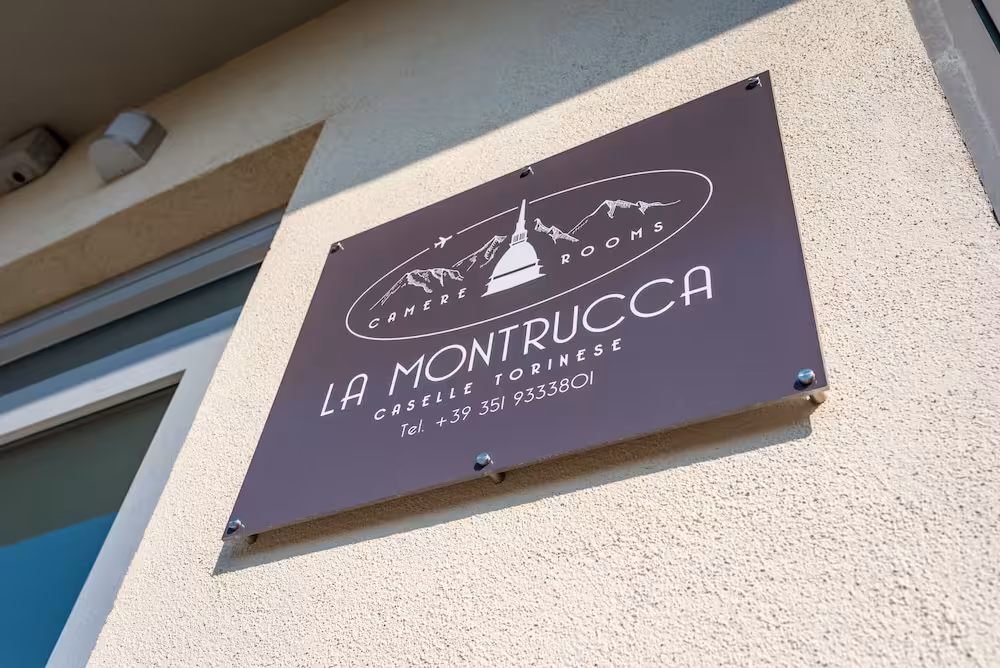 CAMERE ROOMS
LA MONTRUCCA
CASELLE TORINESE
Tel. +39 351 9333801